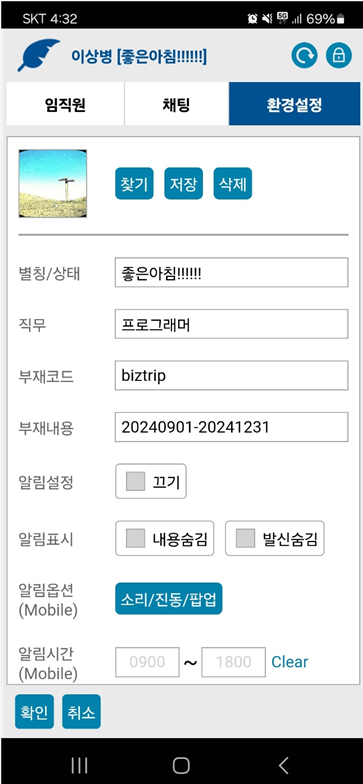 SKT 4:32 5G 69%
이상병 [좋은아침!!!!!!]
임직원 채팅 환경설정
찾기 저장 삭제
별칭/상태 좋은아침!!!!!!
직무 프로그래머
부재코드 biztrip
부재내용 20240901-20241231
알림설정 끄기
알림표시 내용숨김 발신숨김
알림옵션
(Mobile) 소리/진동/팝업
알림시간
(Mobile) 0900 ~ 1800 Clear
확인 취소